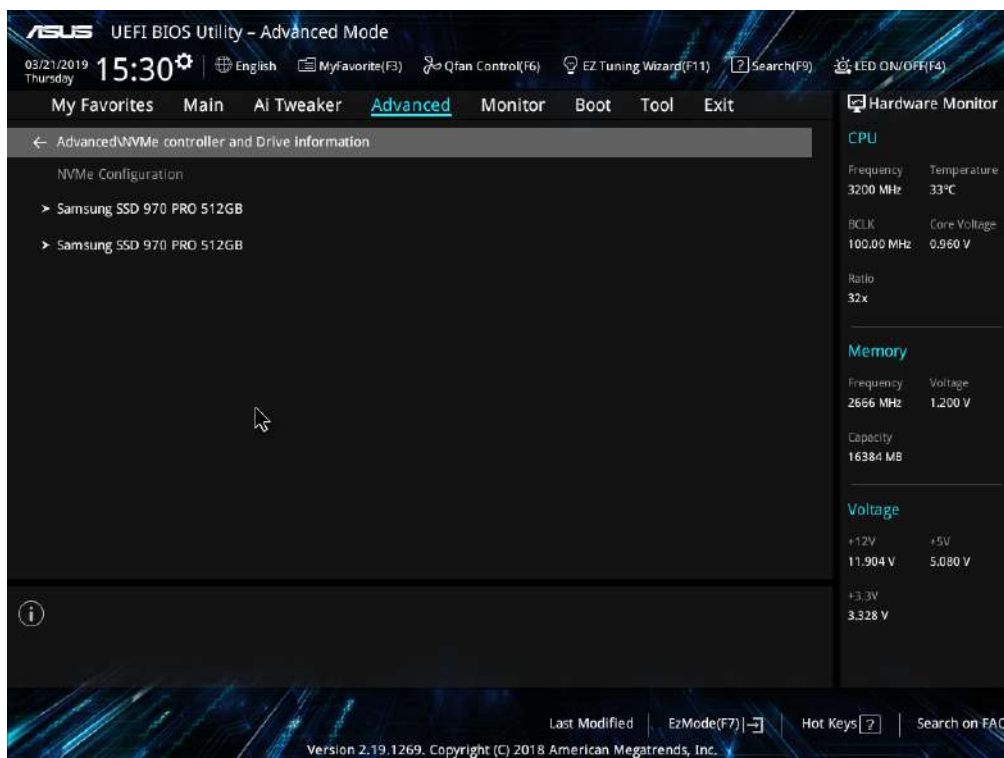 ASUS UEFI BIOS Utility – Advanced Mode
03/21/2019 Thursday 15:30 English MyFavorite(F3) Qfan Control(F6) EZ Tuning Wizard(F11) ? Search(F9) LED ON/OFF(F4)
My Favorites Main Ai Tweaker Advanced Monitor Boot Tool Exit
← Advanced\NVMe controller and Drive information
NVMe Configuration
> Samsung SSD 970 PRO 512GB
> Samsung SSD 970 PRO 512GB
Hardware Monitor
CPU
Frequency Temperature
3200 MHz 33°C
BCLK Core Voltage
100.00 MHz 0.960 V
Ratio
32x
Memory
Frequency Voltage
2666 MHz 1.200 V
Capacity
16384 MB
Voltage
+12V +5V
11.904 V 5.080 V
+3.3V
3.328 V
i
Last Modified EzMode(F7) Hot Keys ? Search on FAQ
Version 2.19.1269. Copyright (C) 2018 American Megatrends, Inc.